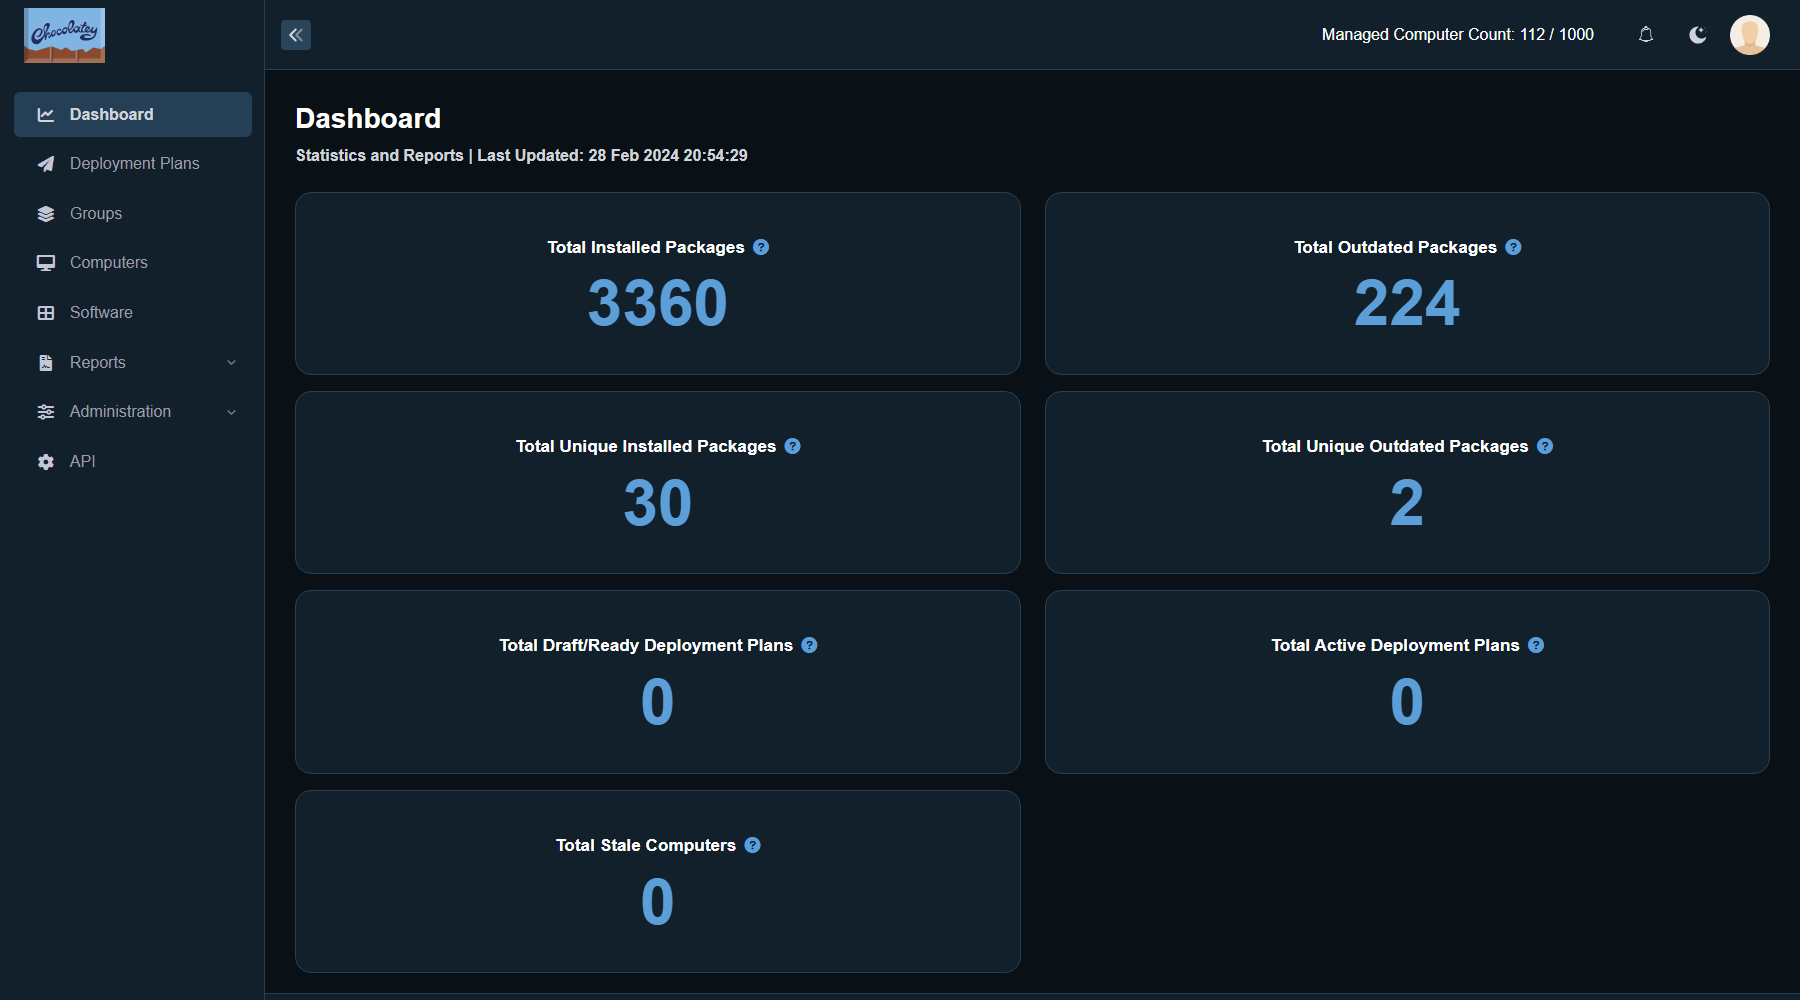 Chocolatey
Managed Computer Count: 112 / 1000
Dashboard
Deployment Plans
Groups
Computers
Software
Reports
Administration
API
Dashboard
Statistics and Reports | Last Updated: 28 Feb 2024 20:54:29
Total Installed Packages ?
3360
Total Outdated Packages ?
224
Total Unique Installed Packages ?
30
Total Unique Outdated Packages ?
2
Total Draft/Ready Deployment Plans ?
0
Total Active Deployment Plans ?
0
Total Stale Computers ?
0